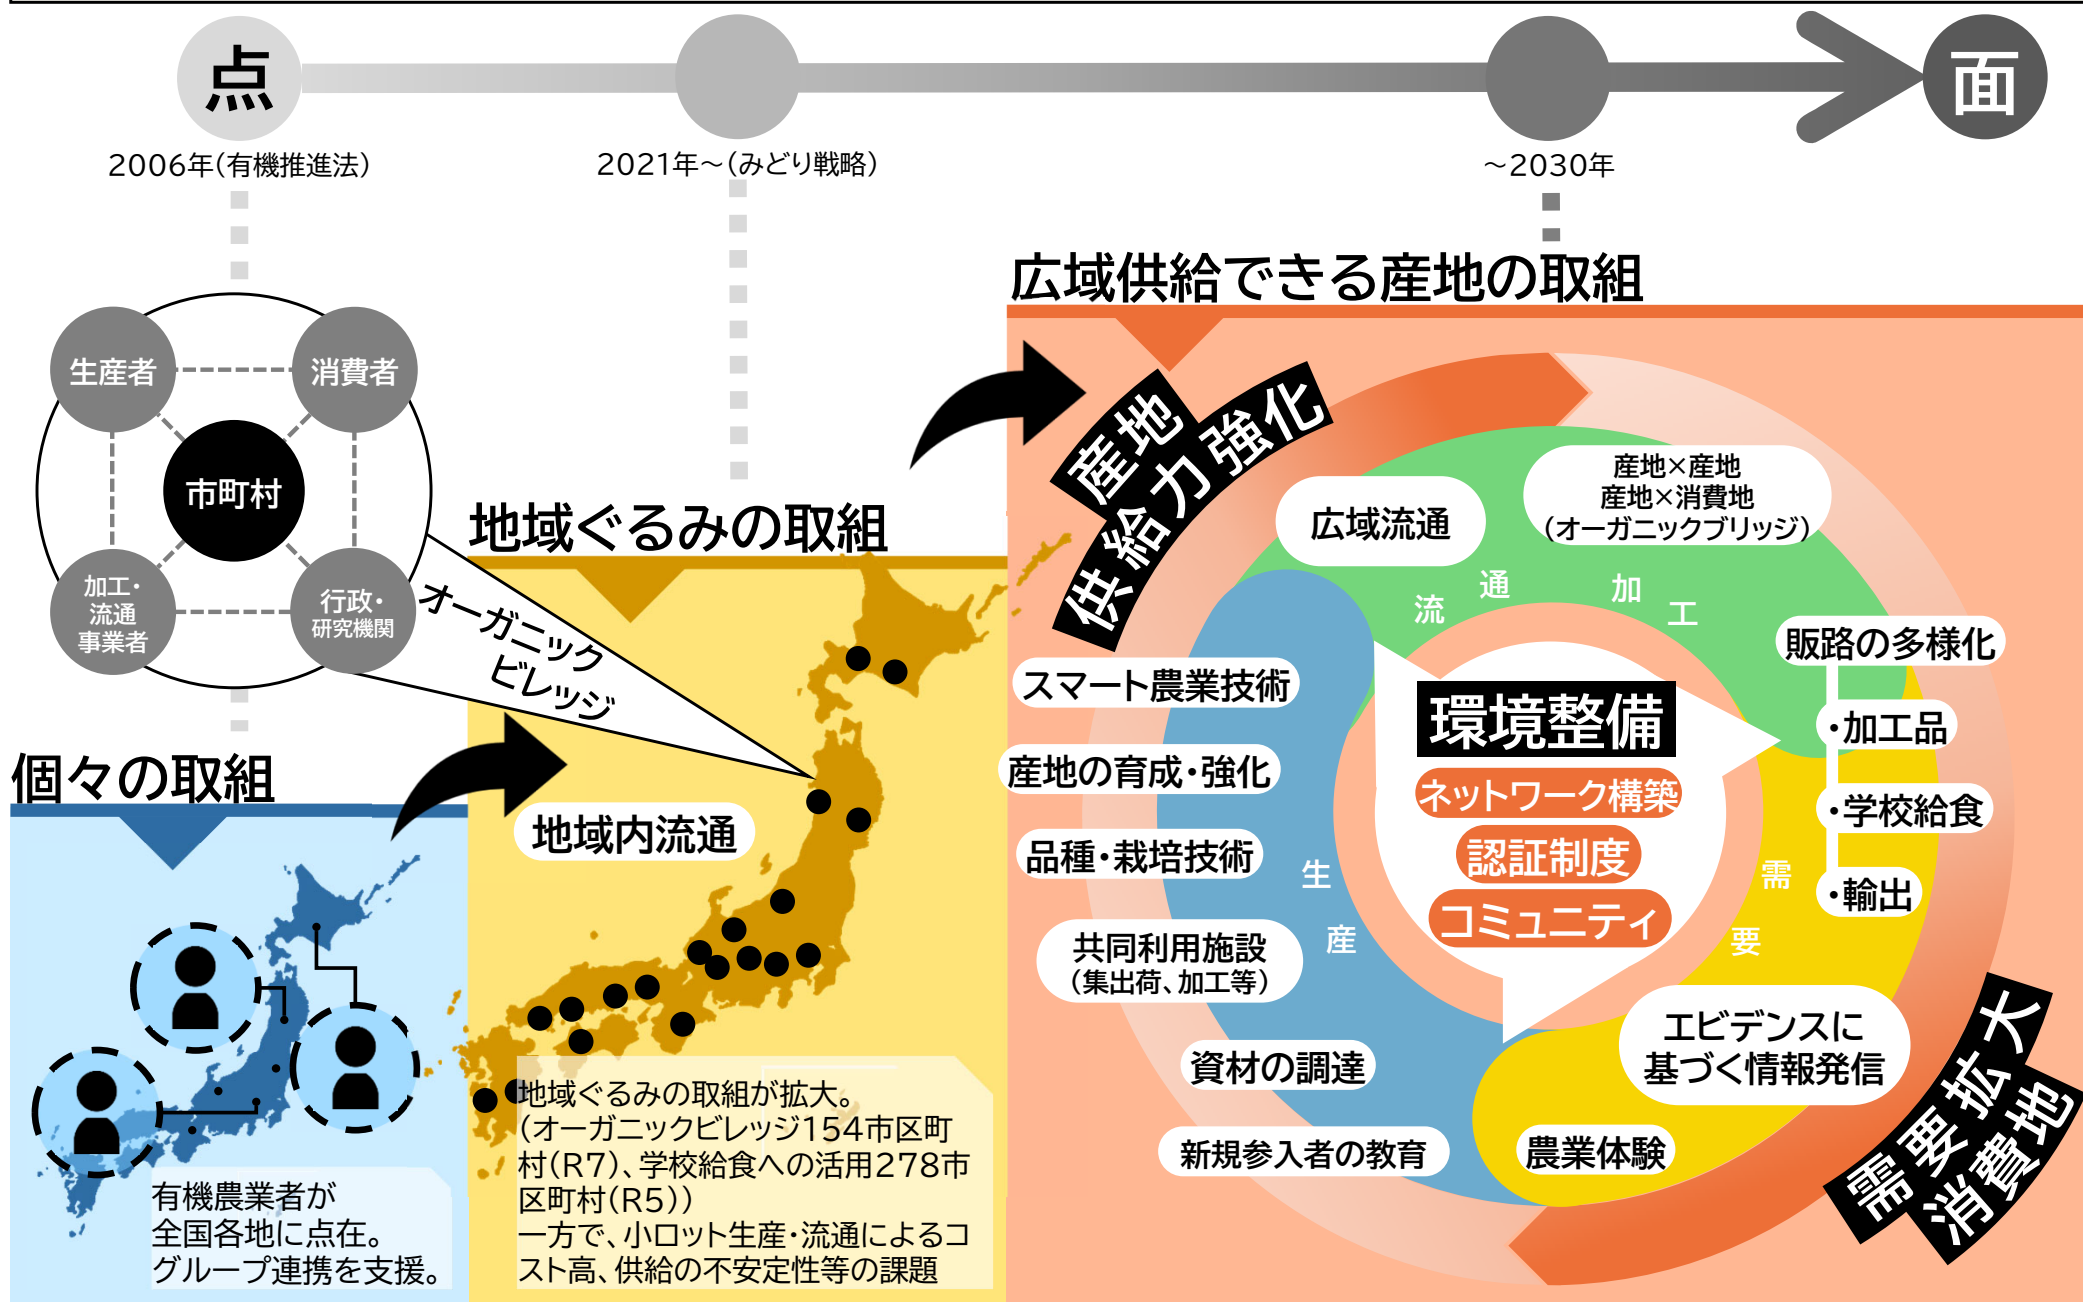 点
面
2006年(有機推進法)
2021年～(みどり戦略)
～2030年
生産者
消費者
市町村
加工・
流通
事業者
行政・
研究機関
オーガニック
ビレッジ
個々の取組
有機農業者が
全国各地に点在。
グループ連携を支援。
地域ぐるみの取組
地域内流通
地域ぐるみの取組が拡大。
(オーガニックビレッジ154市区町
村(R7)、学校給食への活用278市
区町村(R5))
一方で、小ロット生産・流通によるコ
スト高、供給の不安定性等の課題
広域供給できる産地の取組
産地
供給力強化
広域流通
産地×産地
産地×消費地
(オーガニックブリッジ)
流通
加工
販路の多様化
・加工品
・学校給食
・輸出
スマート農業技術
産地の育成・強化
品種・栽培技術
共同利用施設
(集出荷、加工等)
資材の調達
新規参入者の教育
生産
環境整備
ネットワーク構築
認証制度
コミュニティ
需要
エビデンスに
基づく情報発信
農業体験
需要拡大
消費地